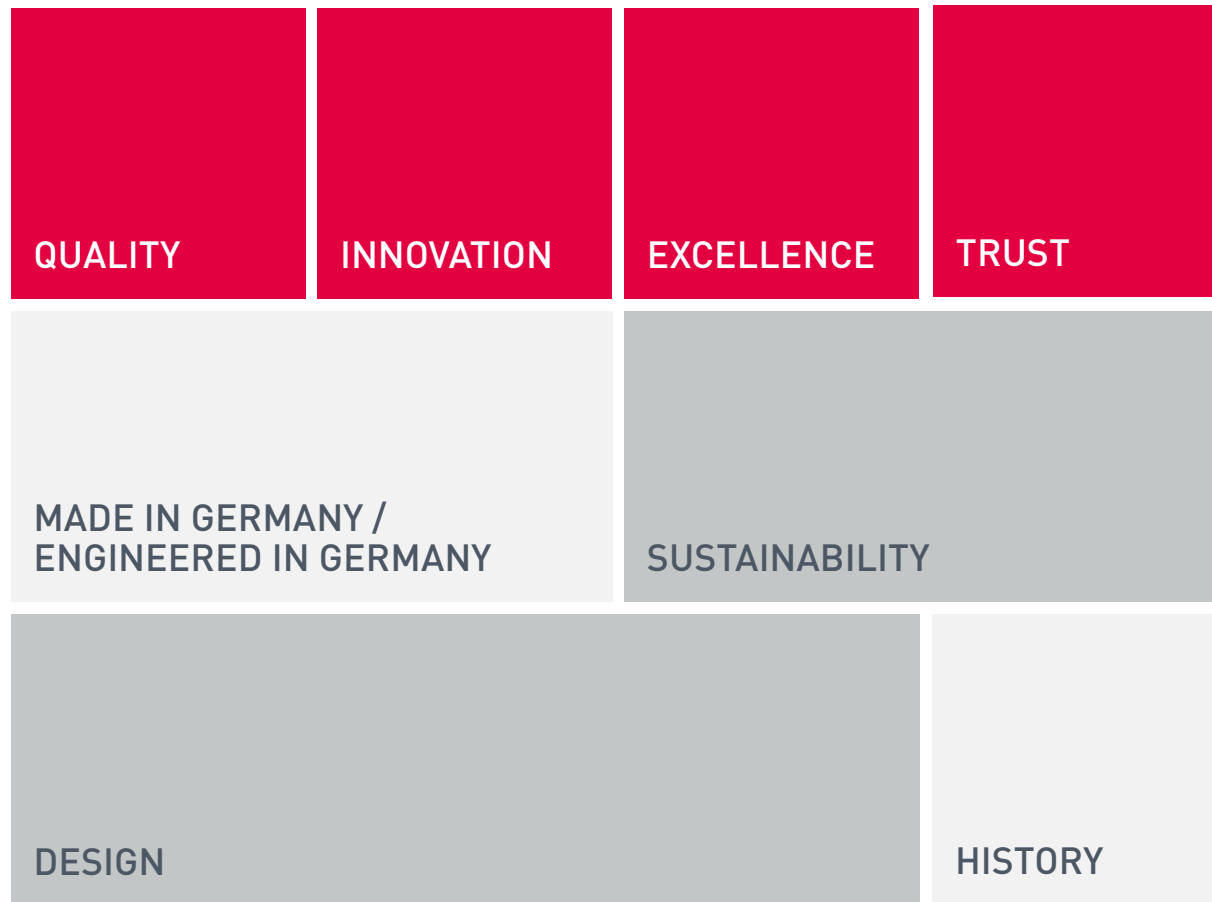 QUALITY
INNOVATION
EXCELLENCE
TRUST
MADE IN GERMANY /
ENGINEERED IN GERMANY
SUSTAINABILITY
DESIGN
HISTORY